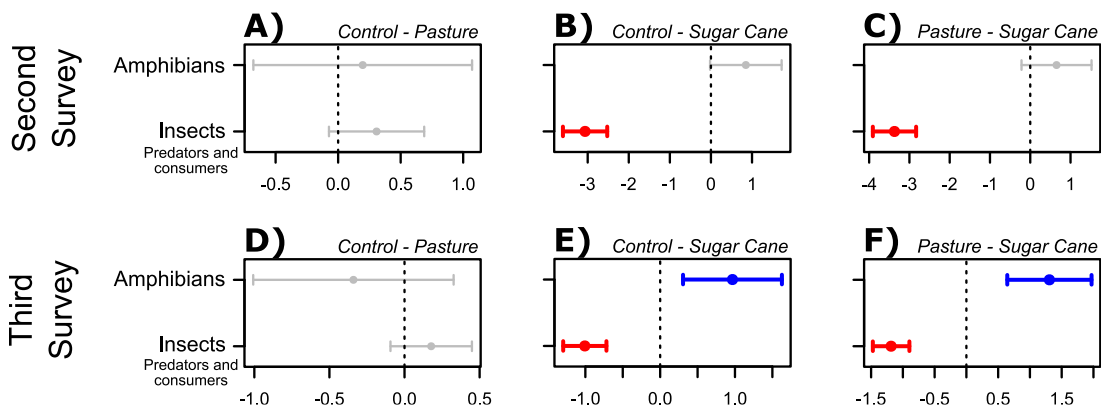 Second
Survey
A)
Control - Pasture
B)
Control - Sugar Cane
C)
Pasture - Sugar Cane
Amphibians
Insects
Predators and
consumers
-0.5 0.0 0.5 1.0
-3 -2 -1 0 1
-4 -3 -2 -1 0 1
Third
Survey
D)
Control - Pasture
E)
Control - Sugar Cane
F)
Pasture - Sugar Cane
Amphibians
Insects
Predators and
consumers
-1.0 -0.5 0.0 0.5
-1.0 0.0 1.0
-1.5 -0.5 0.5 1.5